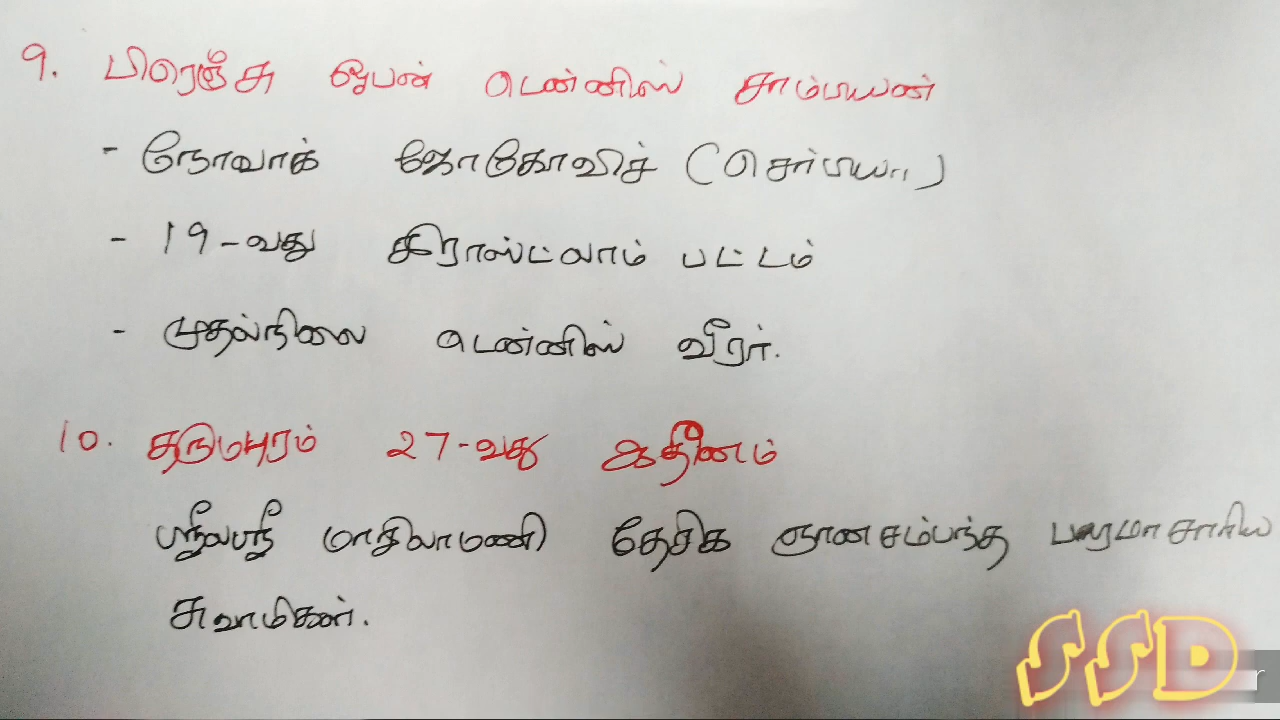 9. பிரெஞ்சு ஓபன் டென்னிஸ் சாம்பியன்
- நோவாக் ஜோகோவிச் (செர்பியா)
- 19-வது கிராஸ்ட்லாம் பட்டம்
- முதல்நிலை டென்னிஸ் வீரர்.
10. தருமபுரம் 27-வது ஆதீனம்
ஸ்ரீலஸ்ரீ மாசிலாமணி தேசிக ஞானசம்பந்த பரமாசாரிய
சுவாமிகள்.
SSD